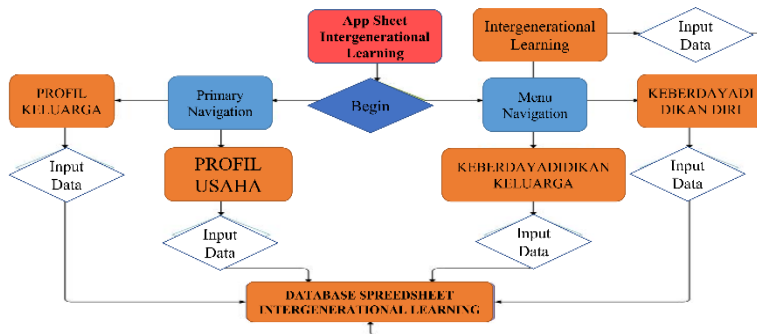 App Sheet
Intergenerational
Learning
Intergenerational
Learning
Input
Data
PROFIL
KELUARGA
Primary
Navigation
Begin
Menu
Navigation
KEBERDAYADI
DIKAN DIRI
Input
Data
PROFIL
USAHA
KEBERDAYADIDIKAN
KELUARGA
Input
Data
Input
Data
Input
Data
DATABASE SPREEDSHEET
INTERGENERATIONAL LEARNING